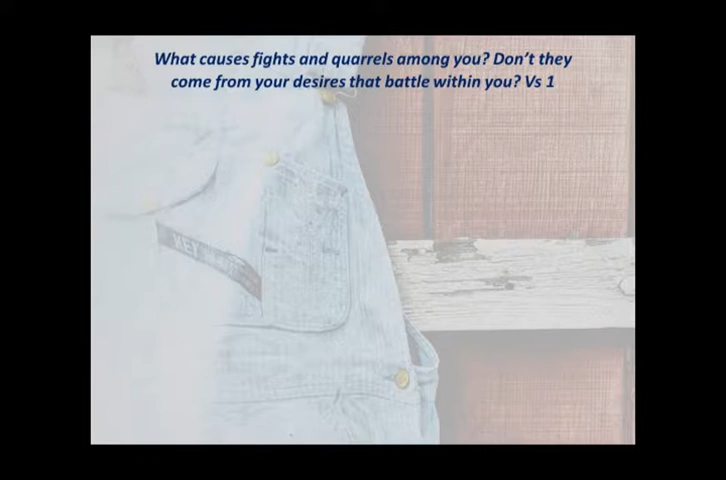 What causes fights and quarrels among you? Don't they
come from your desires that battle within you? Vs 1
KEY